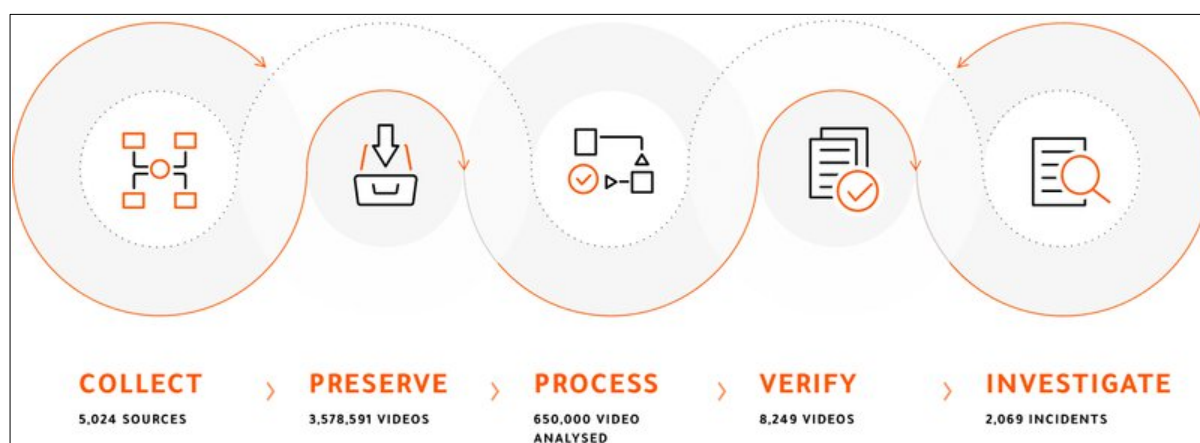 COLLECT
5,024 SOURCES
PRESERVE
3,578,591 VIDEOS
PROCESS
650,000 VIDEO
ANALYSED
VERIFY
8,249 VIDEOS
INVESTIGATE
2,069 INCIDENTS